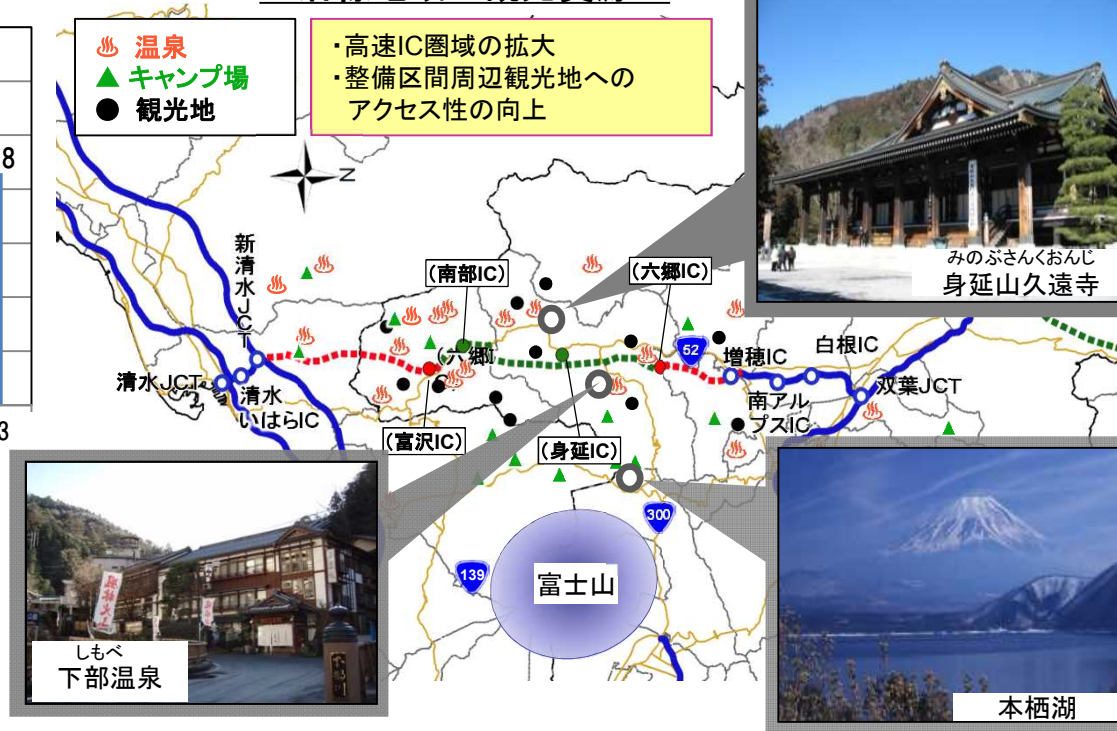 温泉
キャンプ場
観光地
・高速IC圏域の拡大
・整備区間周辺観光地への
アクセス性の向上
8
3
N
新清水JCT
(南部IC)
(六郷IC)
みのぶさんくおんじ
身延山久遠寺
52
(六郷I
C
増穂IC
白根IC
清水JCT
清水
いはらIC
南アル
プスIC
双葉JCT
(富沢IC)
(身延IC)
300
139
富士山
しもべ
下部温泉
本栖湖